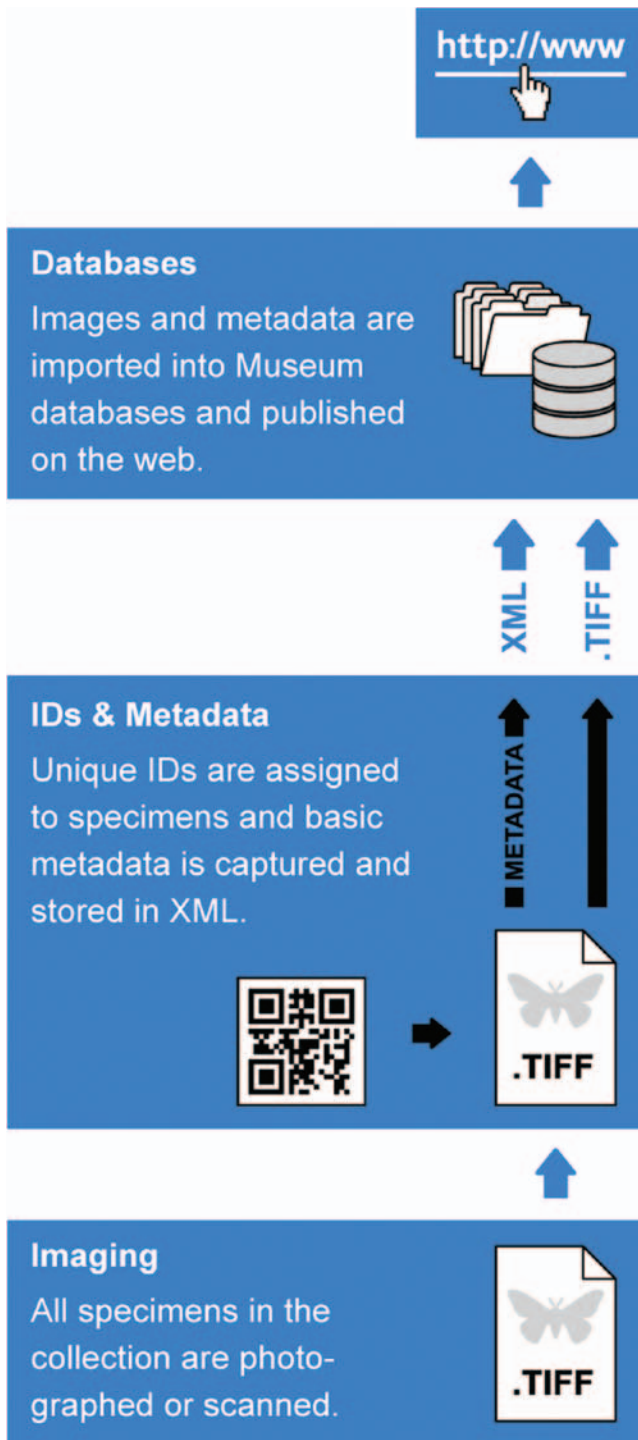 http://www
Databases
Images and metadata are
imported into Museum
databases and published
on the web.
XML
.TIFF
IDs & Metadata
Unique IDs are assigned
to specimens and basic
metadata is captured and
stored in XML.
METADATA
.TIFF
Imaging
All specimens in the
collection are photo-
graphed or scanned.
.TIFF